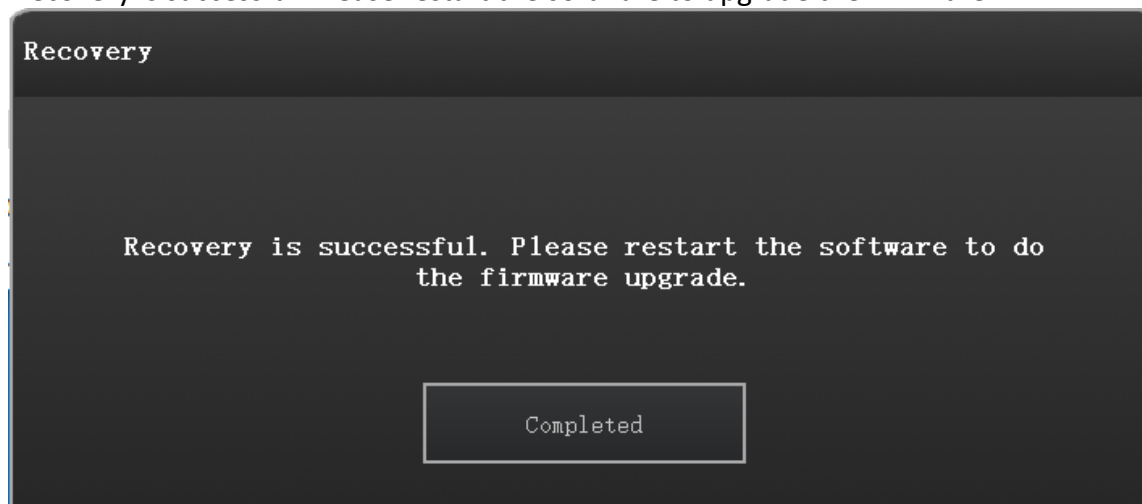 Recovery
Recovery is successful. Please restart the software to do
the firmware upgrade.
Completed